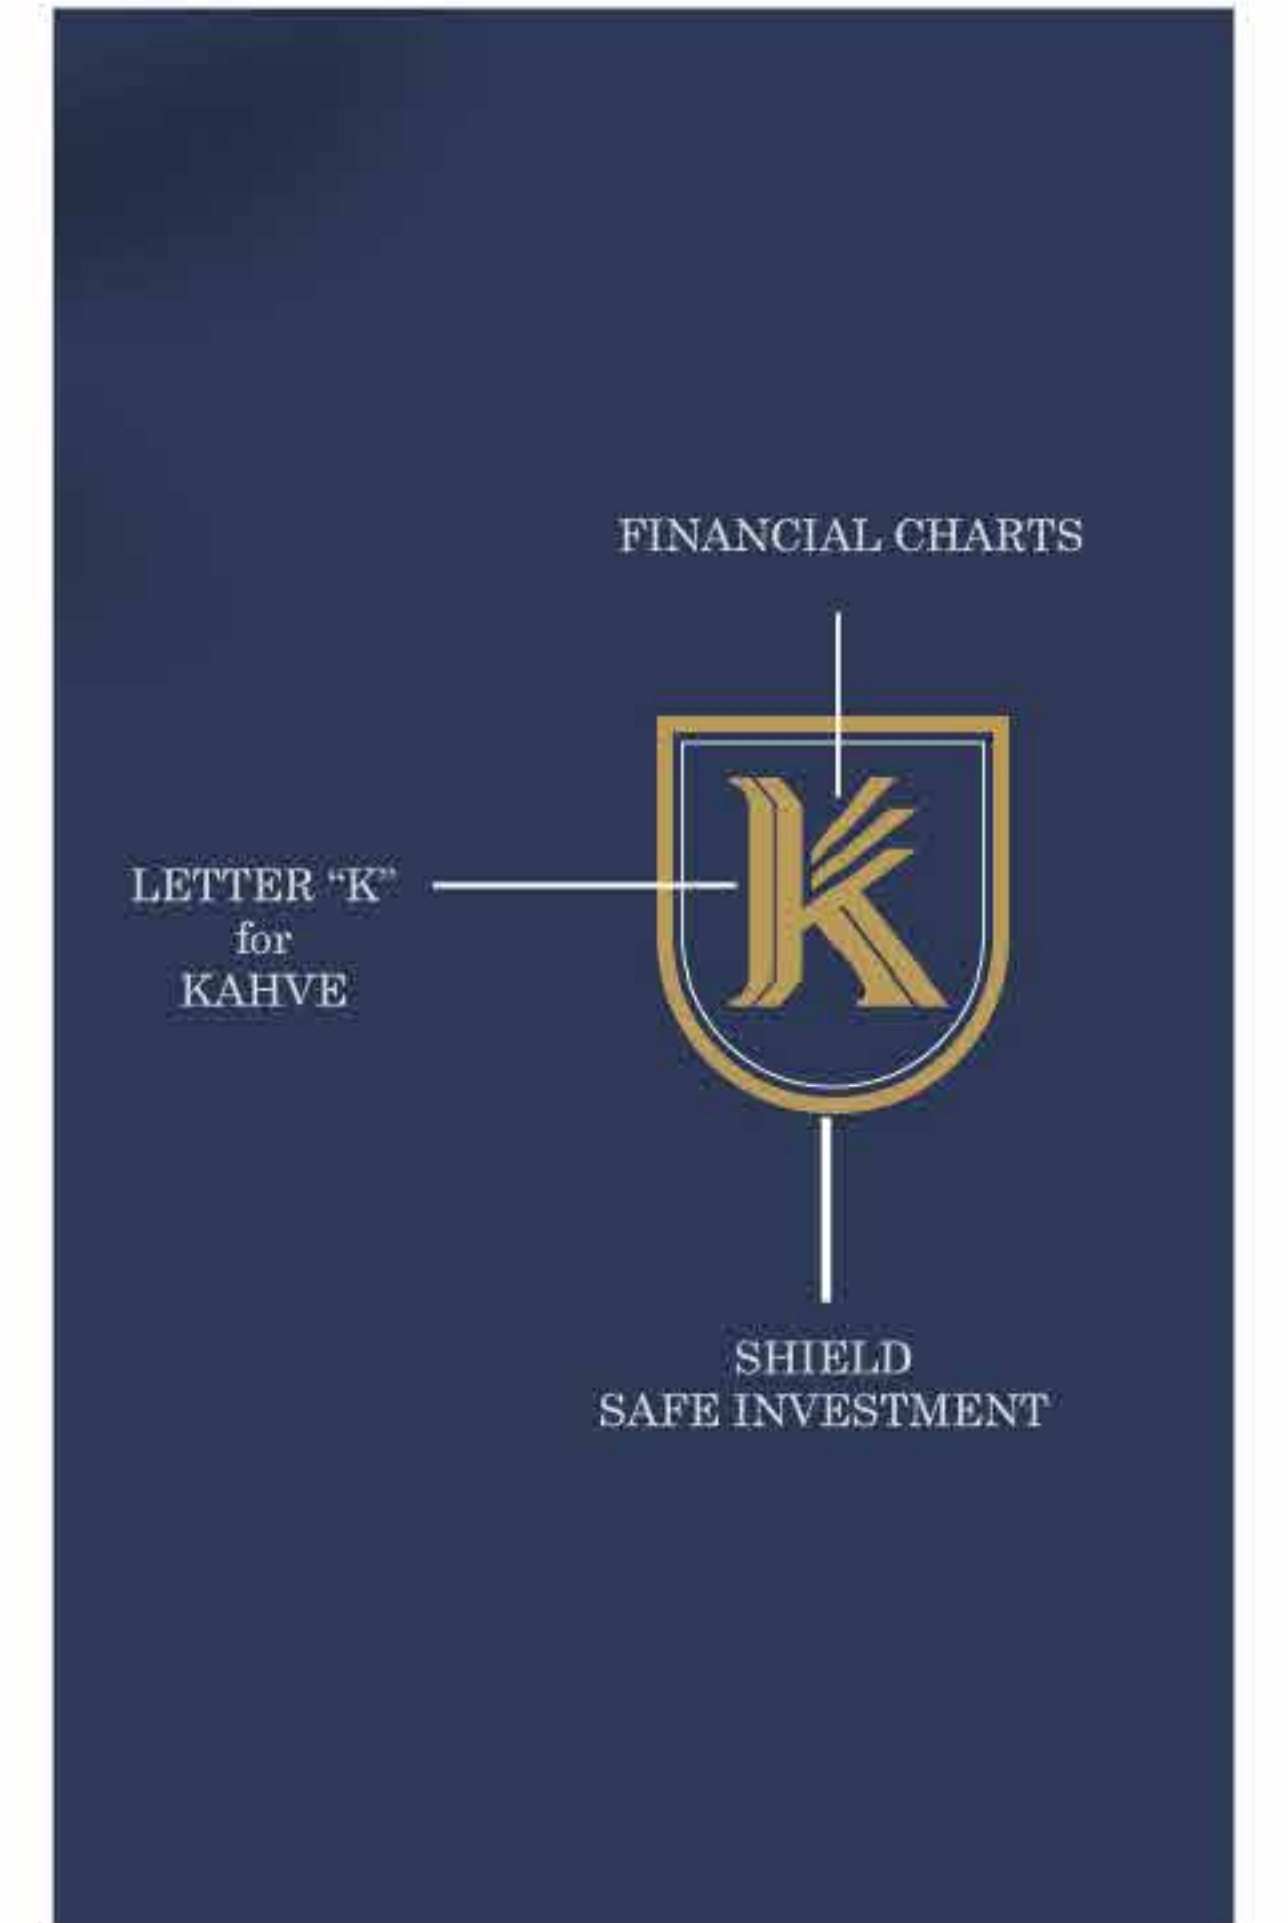 FINANCIAL CHARTS
K
LETTER “K”
for
KAHVE
SHIELD
SAFE INVESTMENT